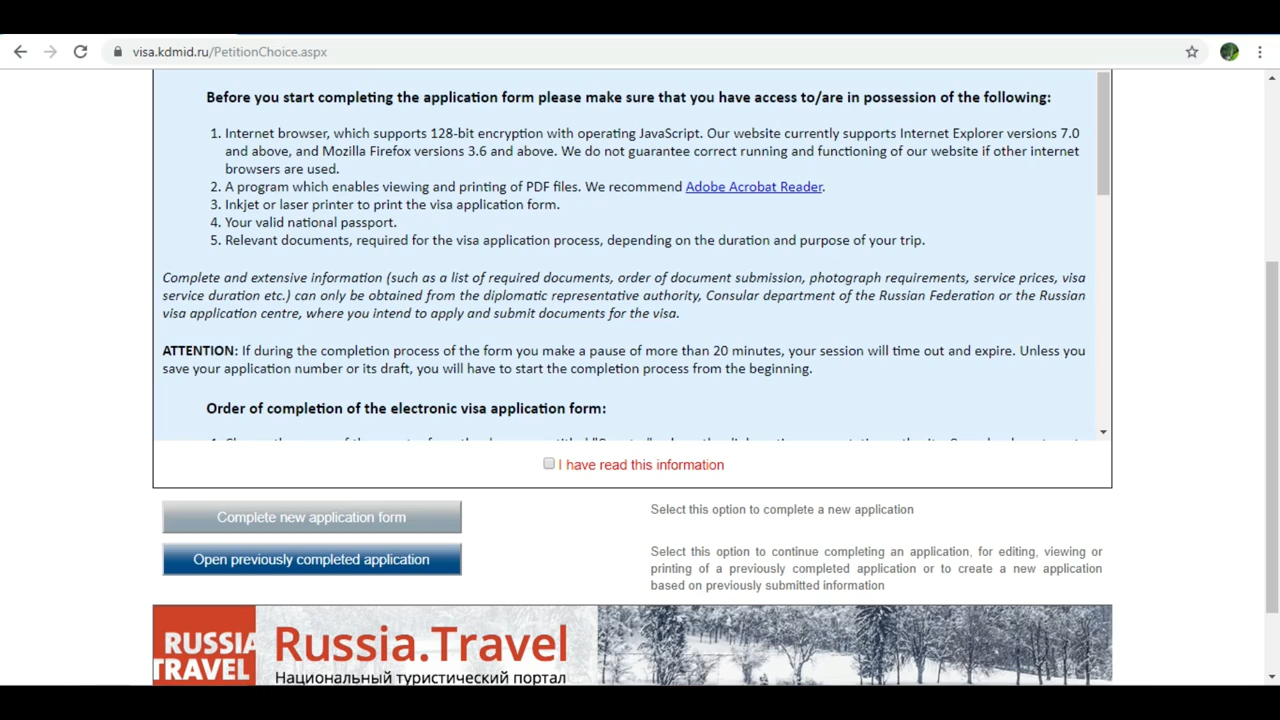 visa.kdmid.ru/PetitionChoice.aspx
Before you start completing the application form please make sure that you have access to/are in possession of the following:
1. Internet browser, which supports 128-bit encryption with operating JavaScript. Our website currently supports Internet Explorer versions 7.0
and above, and Mozilla Firefox versions 3.6 and above. We do not guarantee correct running and functioning of our website if other internet
browsers are used.
2. A program which enables viewing and printing of PDF files. We recommend Adobe Acrobat Reader.
3. Inkjet or laser printer to print the visa application form.
4. Your valid national passport.
5. Relevant documents, required for the visa application process, depending on the duration and purpose of your trip.
Complete and extensive information (such as a list of required documents, order of document submission, photograph requirements, service prices, visa
service duration etc.) can only be obtained from the diplomatic representative authority, Consular department of the Russian Federation or the Russian
visa application centre, where you intend to apply and submit documents for the visa.
ATTENTION: If during the completion process of the form you make a pause of more than 20 minutes, your session will time out and expire. Unless you
save your application number or its draft, you will have to start the completion process from the beginning.
Order of completion of the electronic visa application form:
I have read this information
Complete new application form
Select this option to complete a new application
Open previously completed application
Select this option to continue completing an application, for editing, viewing or
printing of a previously completed application or to create a new application
based on previously submitted information
RUSSIA
TRAVEL
Russia.Travel
Национальный туристический портал